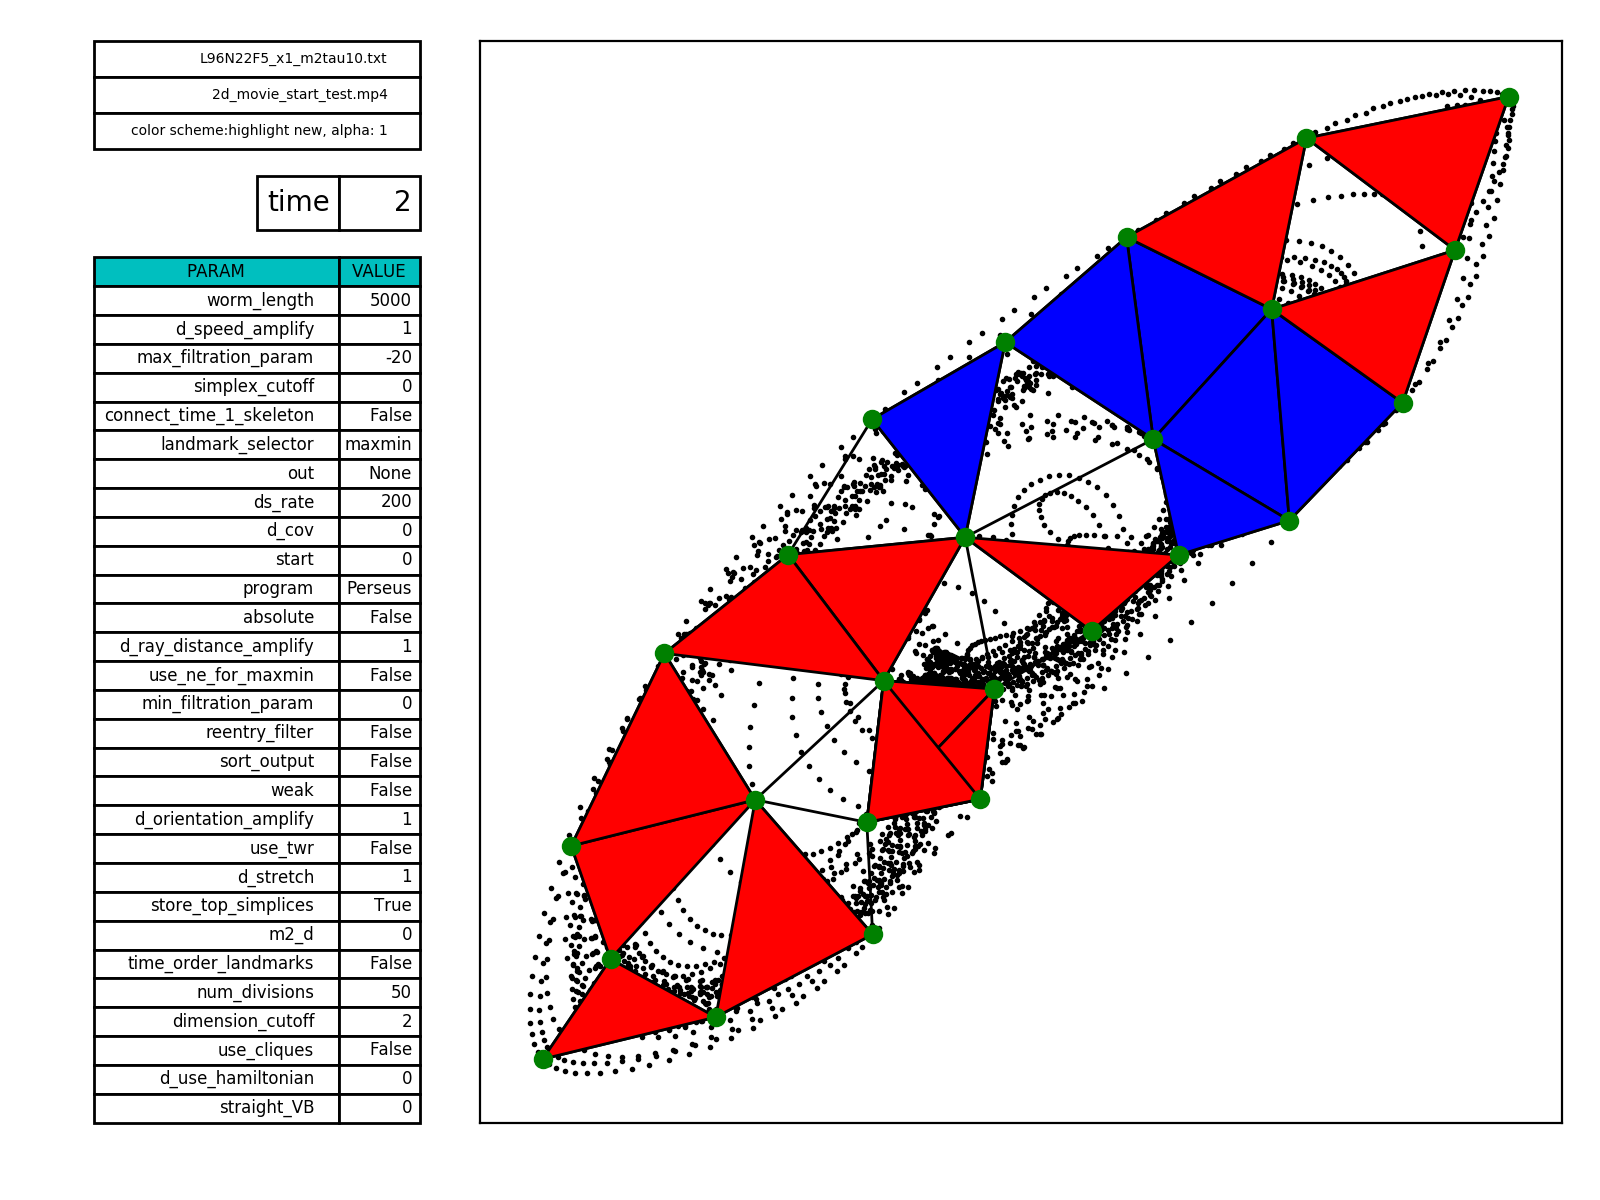 L96N22F5_x1_m2tau10.txt
2d_movie_start_test.mp4
color scheme:highlight new, alpha: 1
time 2
PARAM VALUE
worm_length 5000
d_speed_amplify 1
max_filtration_param -20
simplex_cutoff 0
connect_time_1_skeleton False
landmark_selector maxmin
out None
ds_rate 200
d_cov 0
start 0
program Perseus
absolute False
d_ray_distance_amplify 1
use_ne_for_maxmin False
min_filtration_param 0
reentry_filter False
sort_output False
weak False
d_orientation_amplify 1
use_twr False
d_stretch 1
store_top_simplices True
m2_d 0
time_order_landmarks False
num_divisions 50
dimension_cutoff 2
use_cliques False
d_use_hamiltonian 0
straight_VB 0